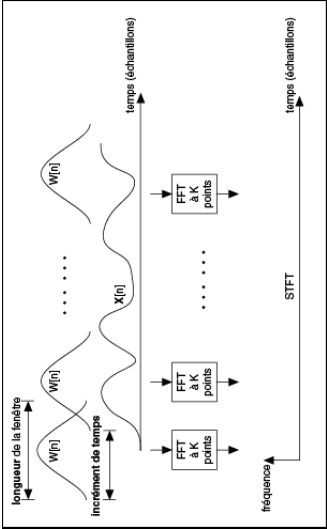 longueur de la fenêtre
W[n]
W[n]
W[n]
incrément de temps
X[n]
temps (échantillons)
FFT
à K
points
FFT
à K
points
FFT
à K
points
fréquence
STFT
temps (échantillons)